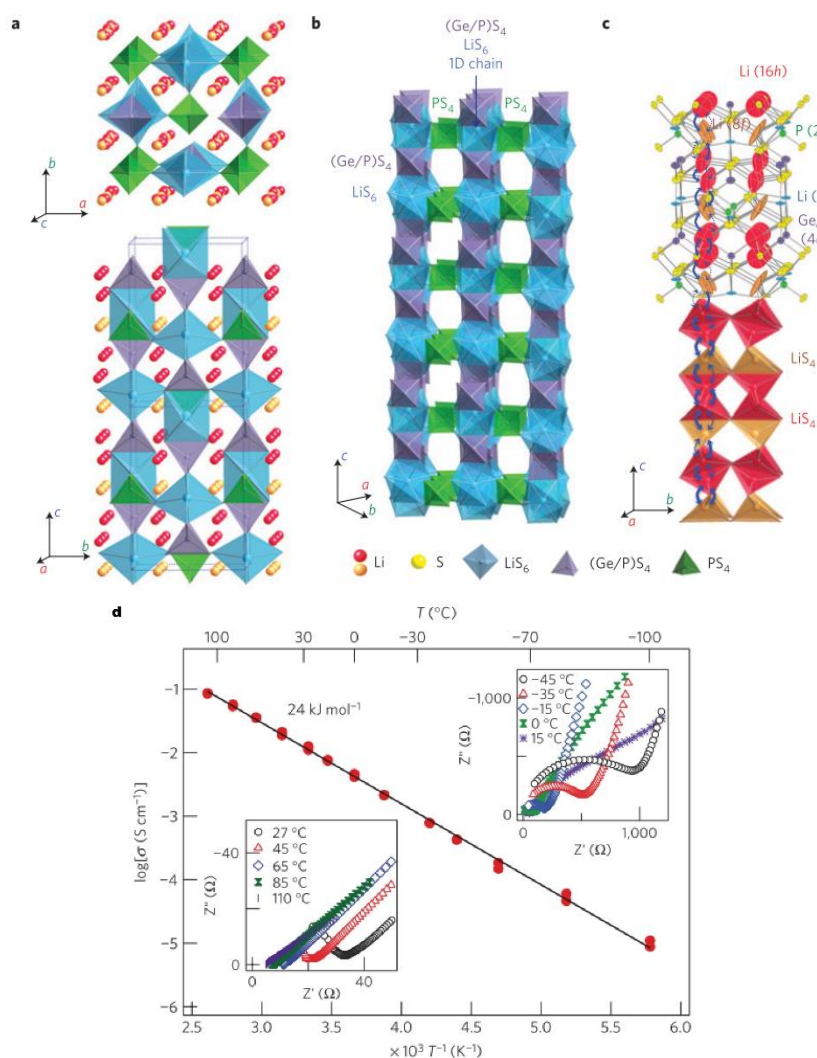 a
b
a
c
c
b
a
b
(Ge/P)S4
LiS6
1D chain
PS4
PS4
(Ge/P)S4
LiS6
c
a
b
c
Li (16h)
Li (8f)
P (2
Li (
Ge/
(4
LiS4
LiS4
c
b
a
Li
S
LiS6
(Ge/P)S4
PS4
d
T (°C)
100
30
0
−30
−70
−100
−1
−2
−3
−4
−5
−6
log[σ (S cm−1)]
24 kJ mol−1
−45 °C
−35 °C
−15 °C
0 °C
15 °C
-1,000
0
0
1,000
Z″ (Ω)
Z′ (Ω)
27 °C
45 °C
65 °C
85 °C
110 °C
-40
0
0
40
Z″ (Ω)
Z′ (Ω)
2.5
3.0
3.5
4.0
4.5
5.0
5.5
6.0
× 10³ T−1 (K−1)